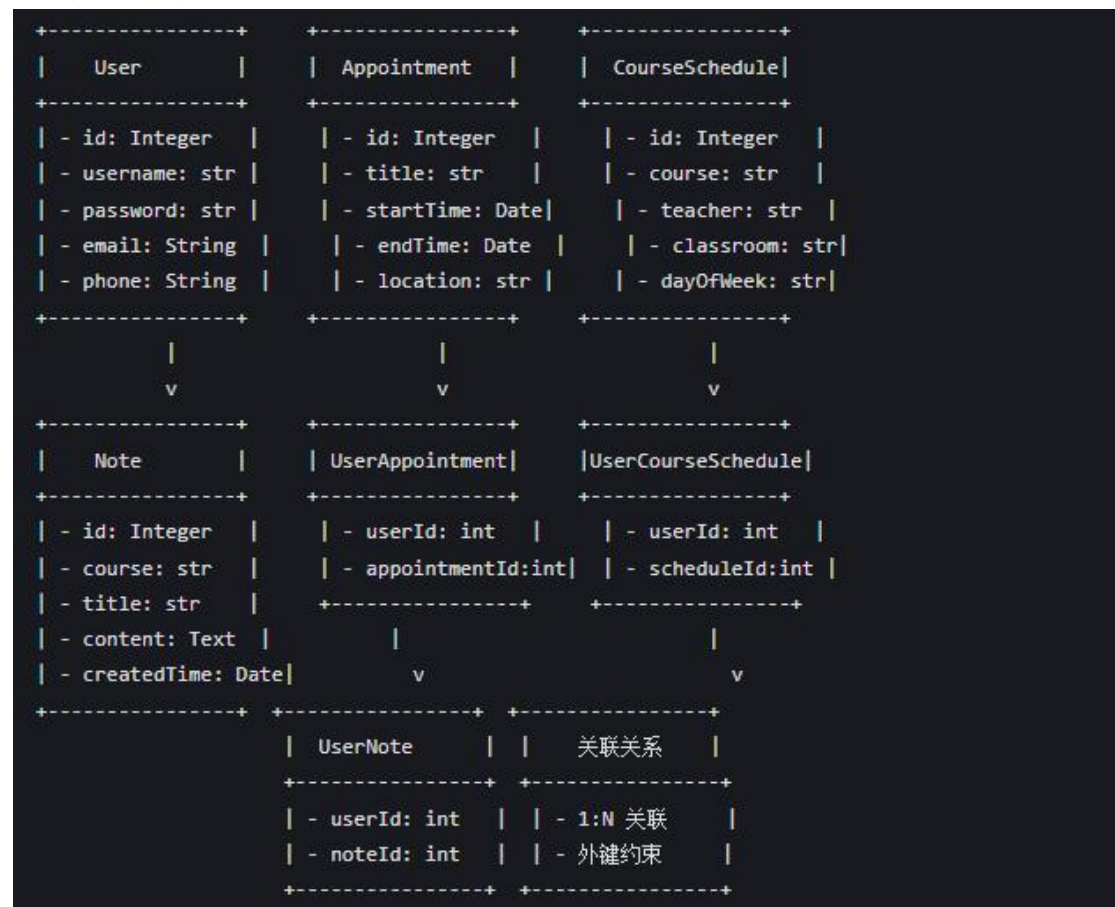 +----------------+ +----------------+ +----------------+
| User | | Appointment | | CourseSchedule|
+----------------+ +----------------+ +----------------+
| - id: Integer | | - id: Integer | | - id: Integer |
| - username: str | | - title: str | | - course: str |
| - password: str | | - startTime: Date| | - teacher: str |
| - email: String | | - endTime: Date | | - classroom: str|
| - phone: String | | - location: str | | - dayOfWeek: str|
+----------------+ +----------------+ +----------------+
| | |
v v v
+----------------+ +----------------+ +----------------+
| Note | | UserAppointment| |UserCourseSchedule|
+----------------+ +----------------+ +----------------+
| - id: Integer | | - userId: int | | - userId: int |
| - course: str | | - appointmentId:int| | - scheduleId:int |
| - title: str | +----------------+ +----------------+
| - content: Text | | |
| - createdTime: Date| v v
+----------------+ +----------------+ +----------------+
| UserNote | | 关联关系 |
+----------------+ +----------------+
| - userId: int | | - 1:N 关联 |
| - noteId: int | | - 外键约束 |
+----------------+ +----------------+